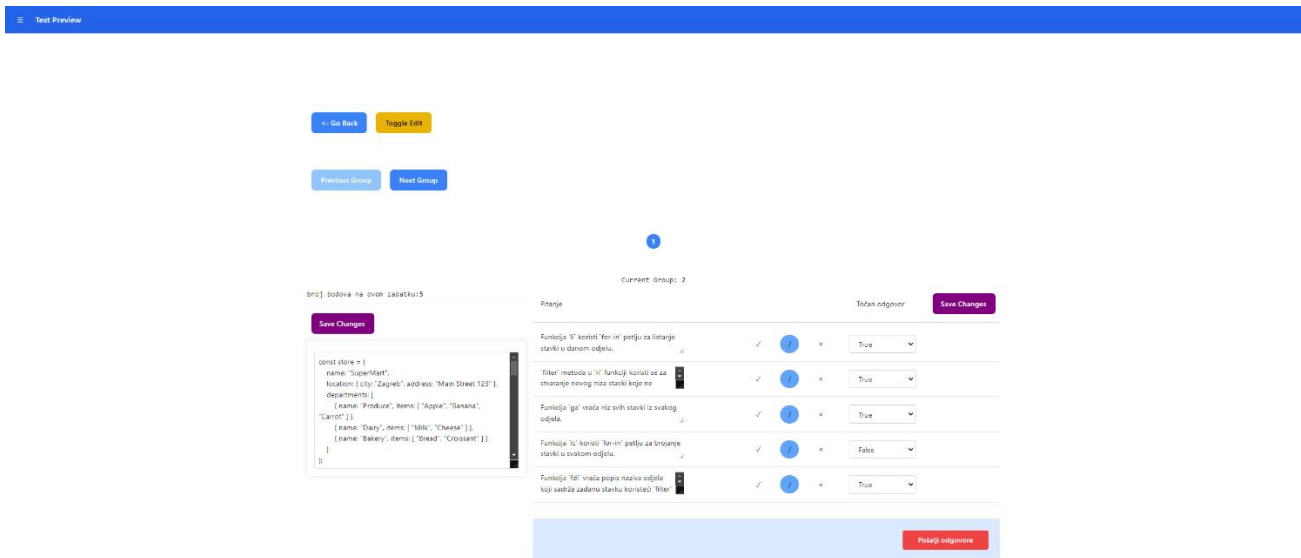 ☰ Test Preview
<- Go Back Toggle Edit
Previous Group Next Group
1
Current Group: 2
broj bodova na ovom zadatku:5
Save Changes
const store = {
name: "SuperMart",
location: { city: "Zagreb", address: "Main Street 123" },
departments: [
{ name: "Produce", items: [ "Apple", "Banana",
"Carrot" ] },
{ name: "Dairy", items: [ "Milk", "Cheese" ] },
{ name: "Bakery", items: [ "Bread", "Croissant" ] }
]
};
Pitanje Točan odgovor Save Changes
Funkcija `li` koristi `for-in` petlju za listanje
stavki u danom odjelu.
✓ / × True
`filter` metoda u `ri` funkciji koristi se za
stvaranje novog niza stavki koje ne
✓ / × True
Funkcija `ga` vraća niz svih stavki iz svakog
odjela.
✓ / × True
Funkcija `ic` koristi `for-in` petlju za brojanje
stavki u svakom odjelu.
✓ / × False
Funkcija `fdi` vraća popis naziva odjela
koji sadrže zadanu stavku koristeći `filter`
✓ / × True
Pošalji odgovore